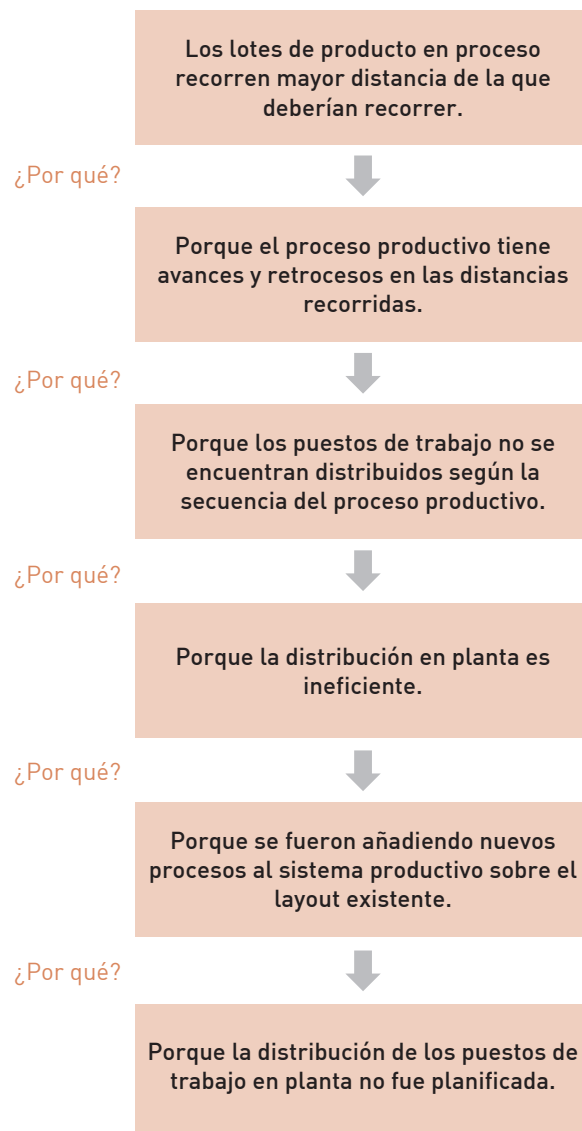 Los lotes de producto en proceso
recorren mayor distancia de la que
deberían recorrer.
¿Por qué?
Porque el proceso productivo tiene
avances y retrocesos en las distancias
recorridas.
¿Por qué?
Porque los puestos de trabajo no se
encuentran distribuidos según la
secuencia del proceso productivo.
¿Por qué?
Porque la distribución en planta es
ineficiente.
¿Por qué?
Porque se fueron añadiendo nuevos
procesos al sistema productivo sobre el
layout existente.
¿Por qué?
Porque la distribución de los puestos de
trabajo en planta no fue planificada.